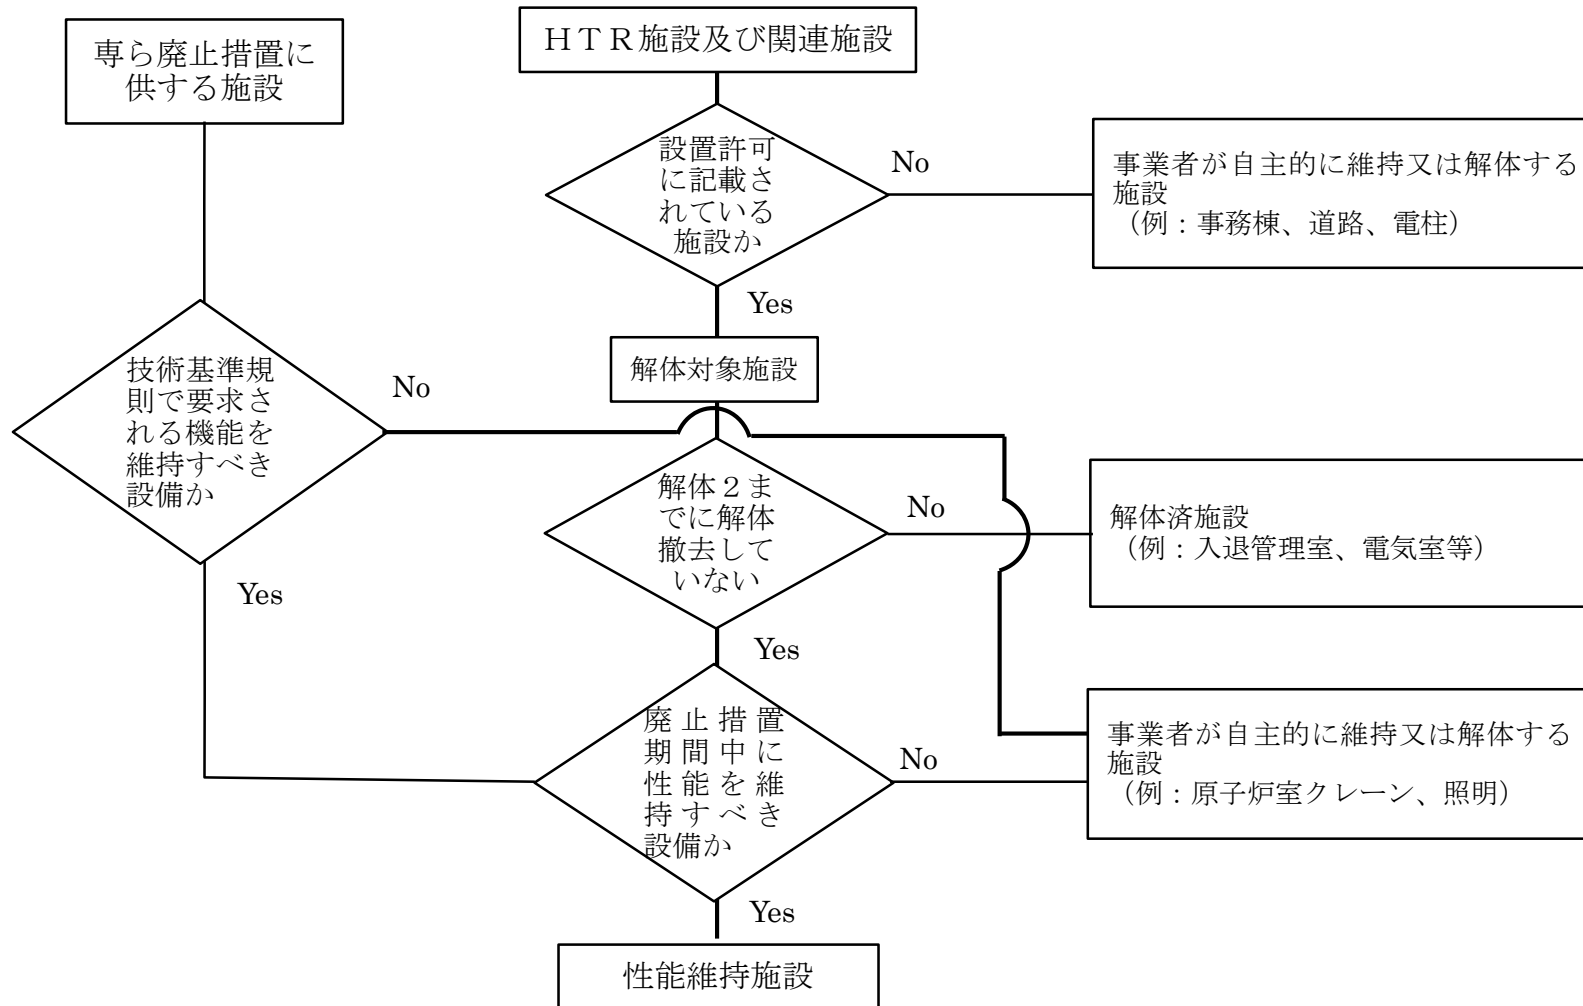 専ら廃止措置に
供する施設
ＨＴＲ施設及び関連施設
設置許可
に記載さ
れている
施設か
No
事業者が自主的に維持又は解体する
施設
（例：事務棟、道路、電柱）
Yes
解体対象施設
技術基準規
則で要求さ
れる機能を
維持すべき
設備か
No
Yes
解体２ま
でに解体
撤去して
いない
No
解体済施設
（例：入退管理室、電気室等）
Yes
廃止措置
期間中に
性能を維
持すべき
設備か
No
事業者が自主的に維持又は解体する
施設
（例：原子炉室クレーン、照明）
Yes
性能維持施設